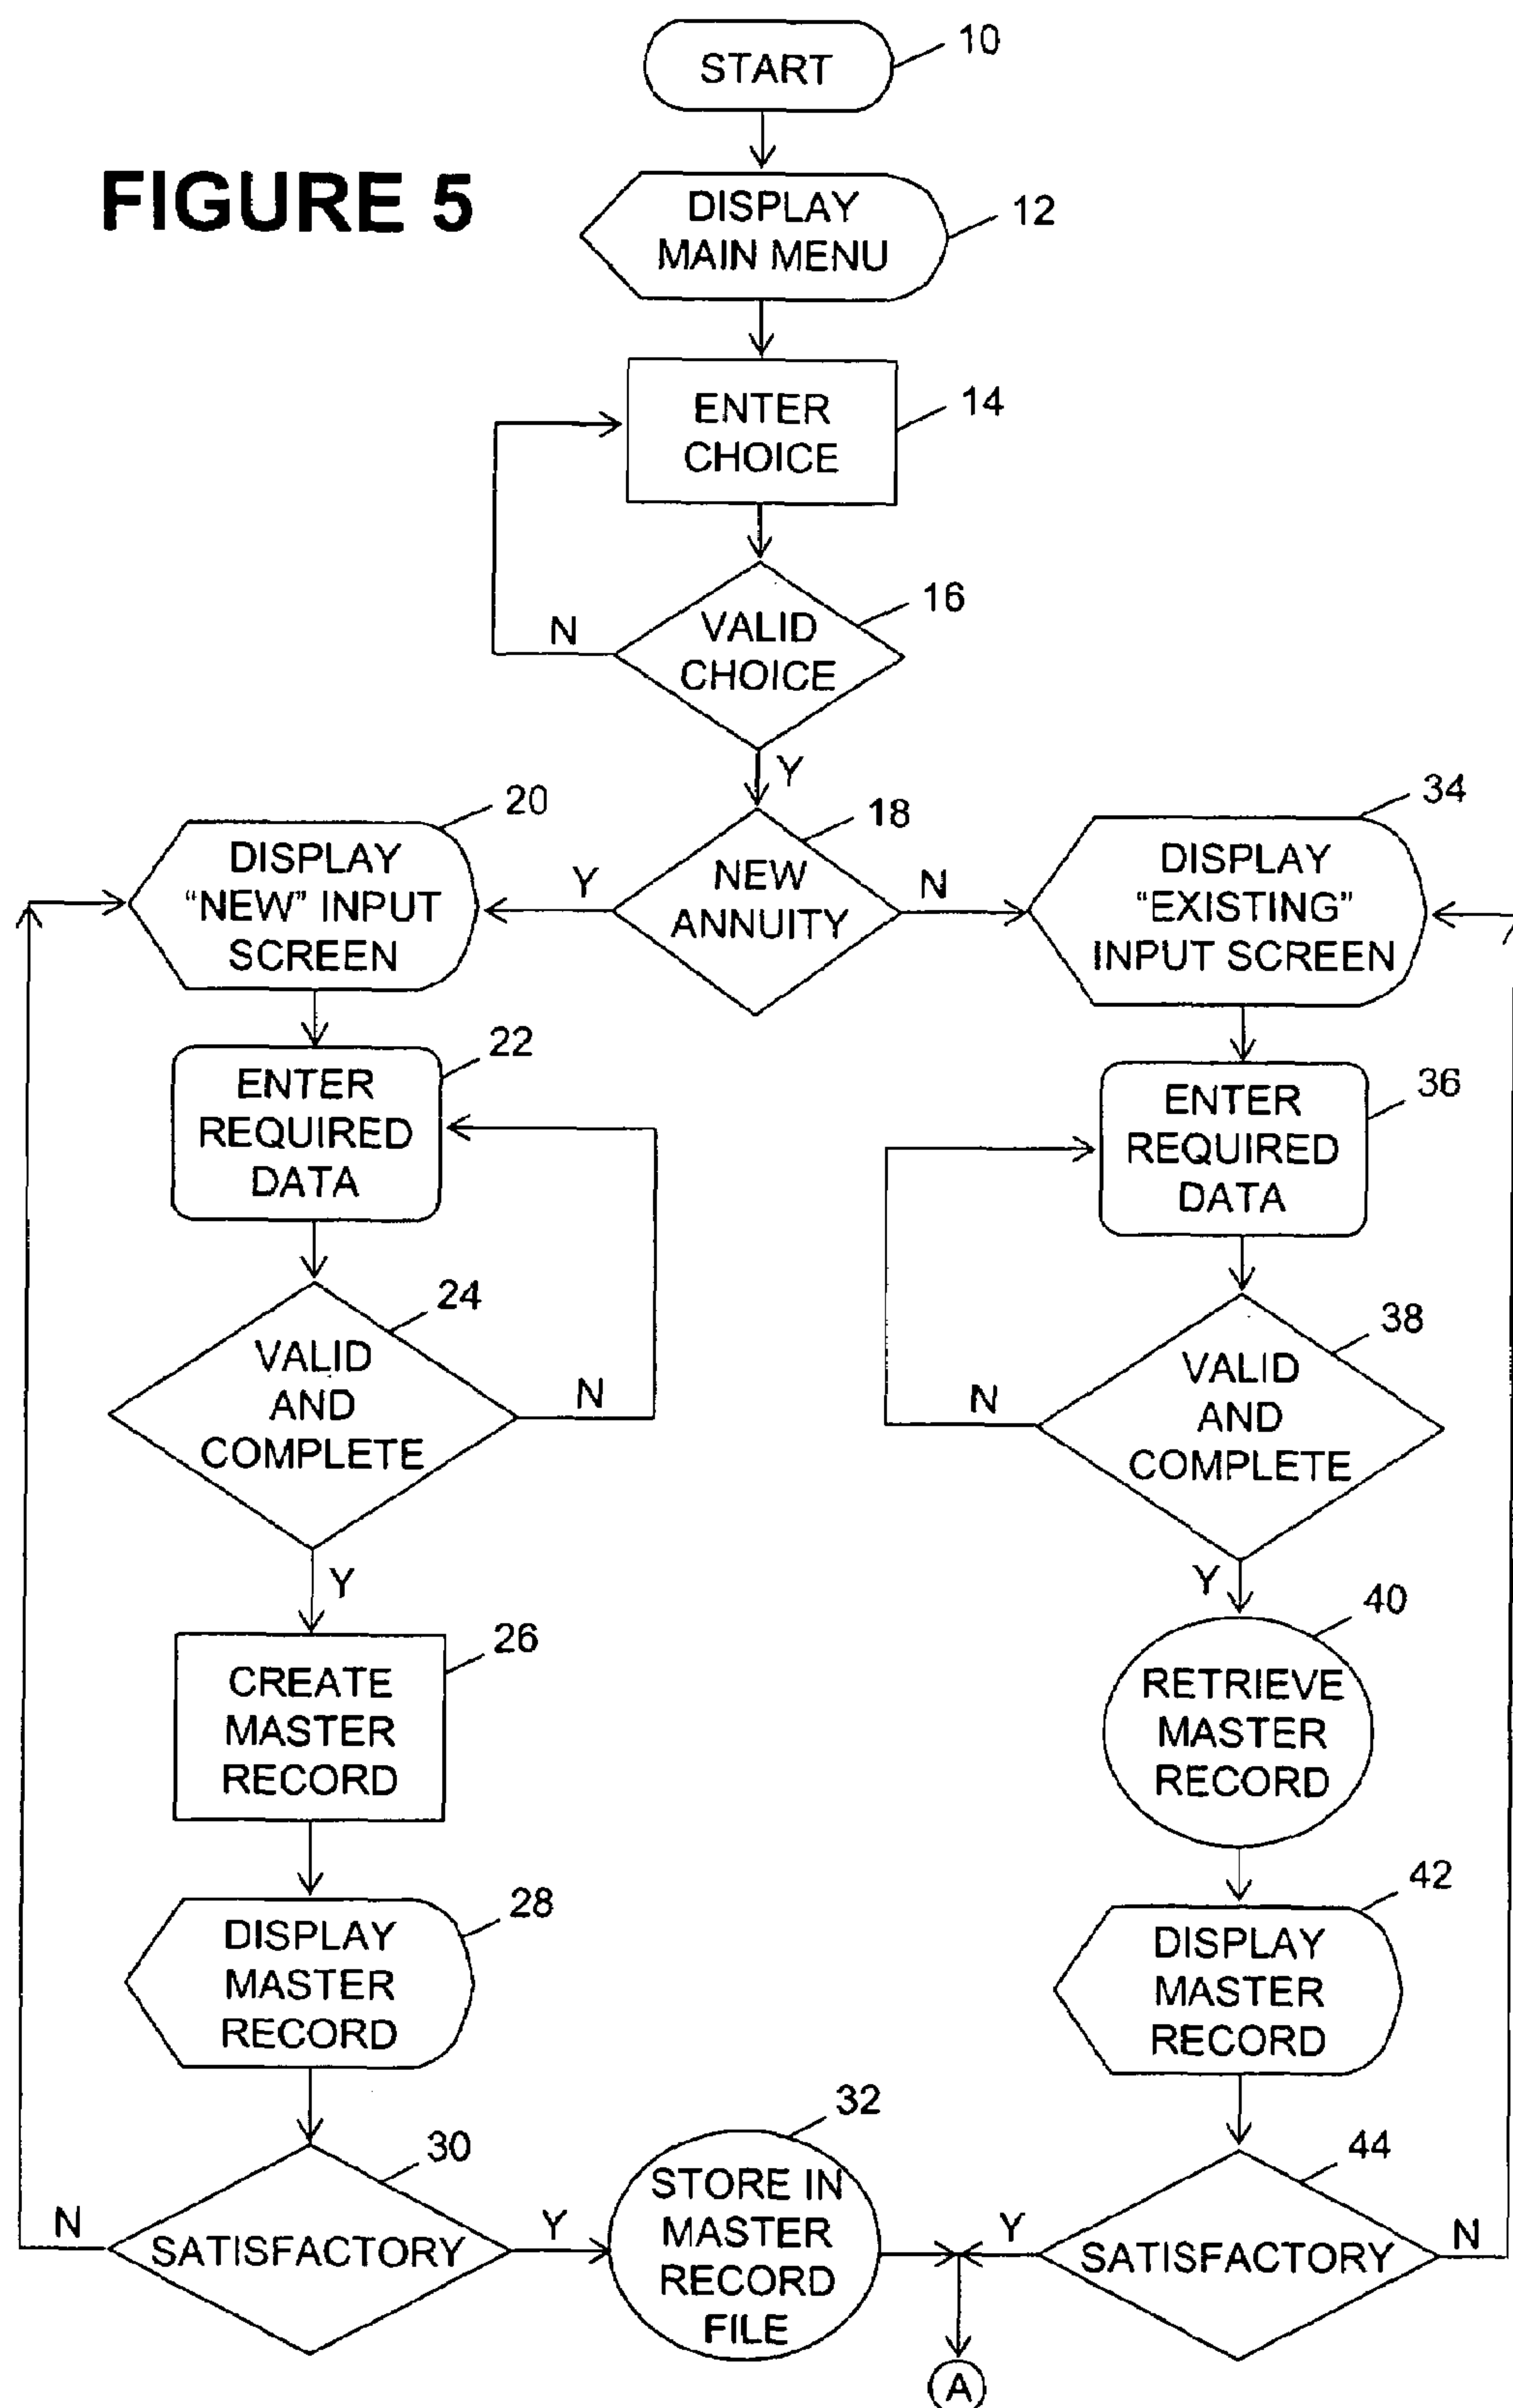 FIGURE 5
START
10
DISPLAY
MAIN MENU
12
ENTER
CHOICE
14
VALID
CHOICE
16
N
Y
NEW
ANNUITY
18
Y
N
DISPLAY
“NEW” INPUT
SCREEN
20
ENTER
REQUIRED
DATA
22
VALID
AND
COMPLETE
24
N
Y
CREATE
MASTER
RECORD
26
DISPLAY
MASTER
RECORD
28
SATISFACTORY
30
N
Y
STORE IN
MASTER
RECORD
FILE
32
DISPLAY
“EXISTING”
INPUT SCREEN
34
ENTER
REQUIRED
DATA
36
VALID
AND
COMPLETE
38
N
Y
RETRIEVE
MASTER
RECORD
40
DISPLAY
MASTER
RECORD
42
SATISFACTORY
44
Y
N
A